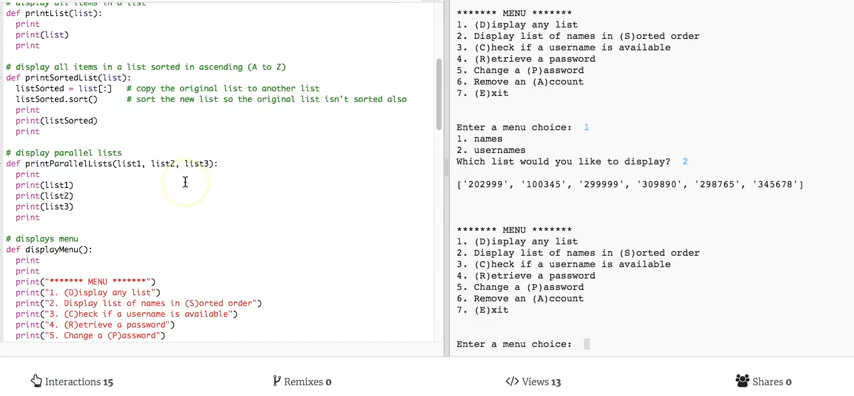 # display all items in a list
def printList(list):
print
print(list)
print
# display all items in a list sorted in ascending (A to Z)
def printSortedList(list):
listSorted = list[:] # copy the original list to another list
listSorted.sort() # sort the new list so the original list isn't sorted also
print
print(listSorted)
print
# display parallel lists
def printParallelLists(list1, list2, list3):
print
print(list1)
print(list2)
print(list3)
print
# displays menu
def displayMenu():
print
print
print("******* MENU *******")
print("1. (D)isplay any list")
print("2. Display list of names in (S)orted order")
print("3. (C)heck if a username is available")
print("4. (R)etrieve a password")
print("5. Change a (P)assword")
******* MENU *******
1. (D)isplay any list
2. Display list of names in (S)orted order
3. (C)heck if a username is available
4. (R)etrieve a password
5. Change a (P)assword
6. Remove an (A)ccount
7. (E)xit
Enter a menu choice: 1
1. names
2. usernames
Which list would you like to display? 2
['202999', '100345', '299999', '309890', '298765', '345678']
******* MENU *******
1. (D)isplay any list
2. Display list of names in (S)orted order
3. (C)heck if a username is available
4. (R)etrieve a password
5. Change a (P)assword
6. Remove an (A)ccount
7. (E)xit
Enter a menu choice:
Interactions 15
Remixes 0
</> Views 13
Shares 0